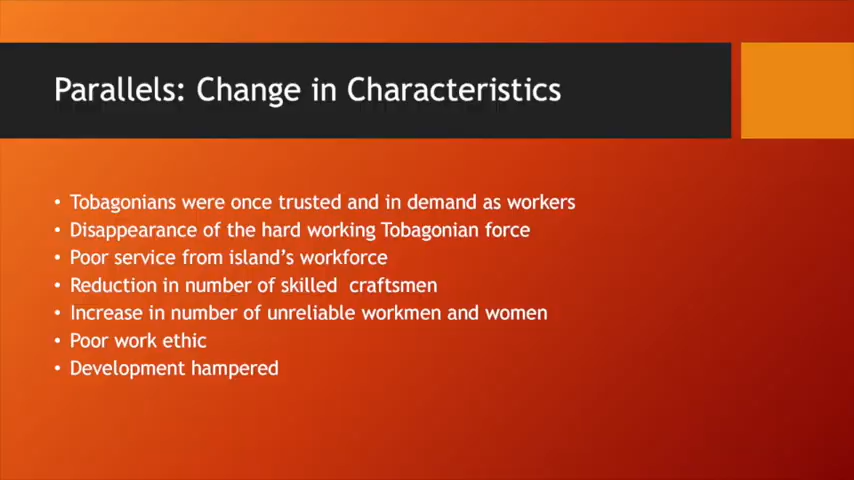 Parallels: Change in Characteristics
• Tobagonians were once trusted and in demand as workers
• Disappearance of the hard working Tobagonian force
• Poor service from island's workforce
• Reduction in number of skilled craftsmen
• Increase in number of unreliable workmen and women
• Poor work ethic
• Development hampered